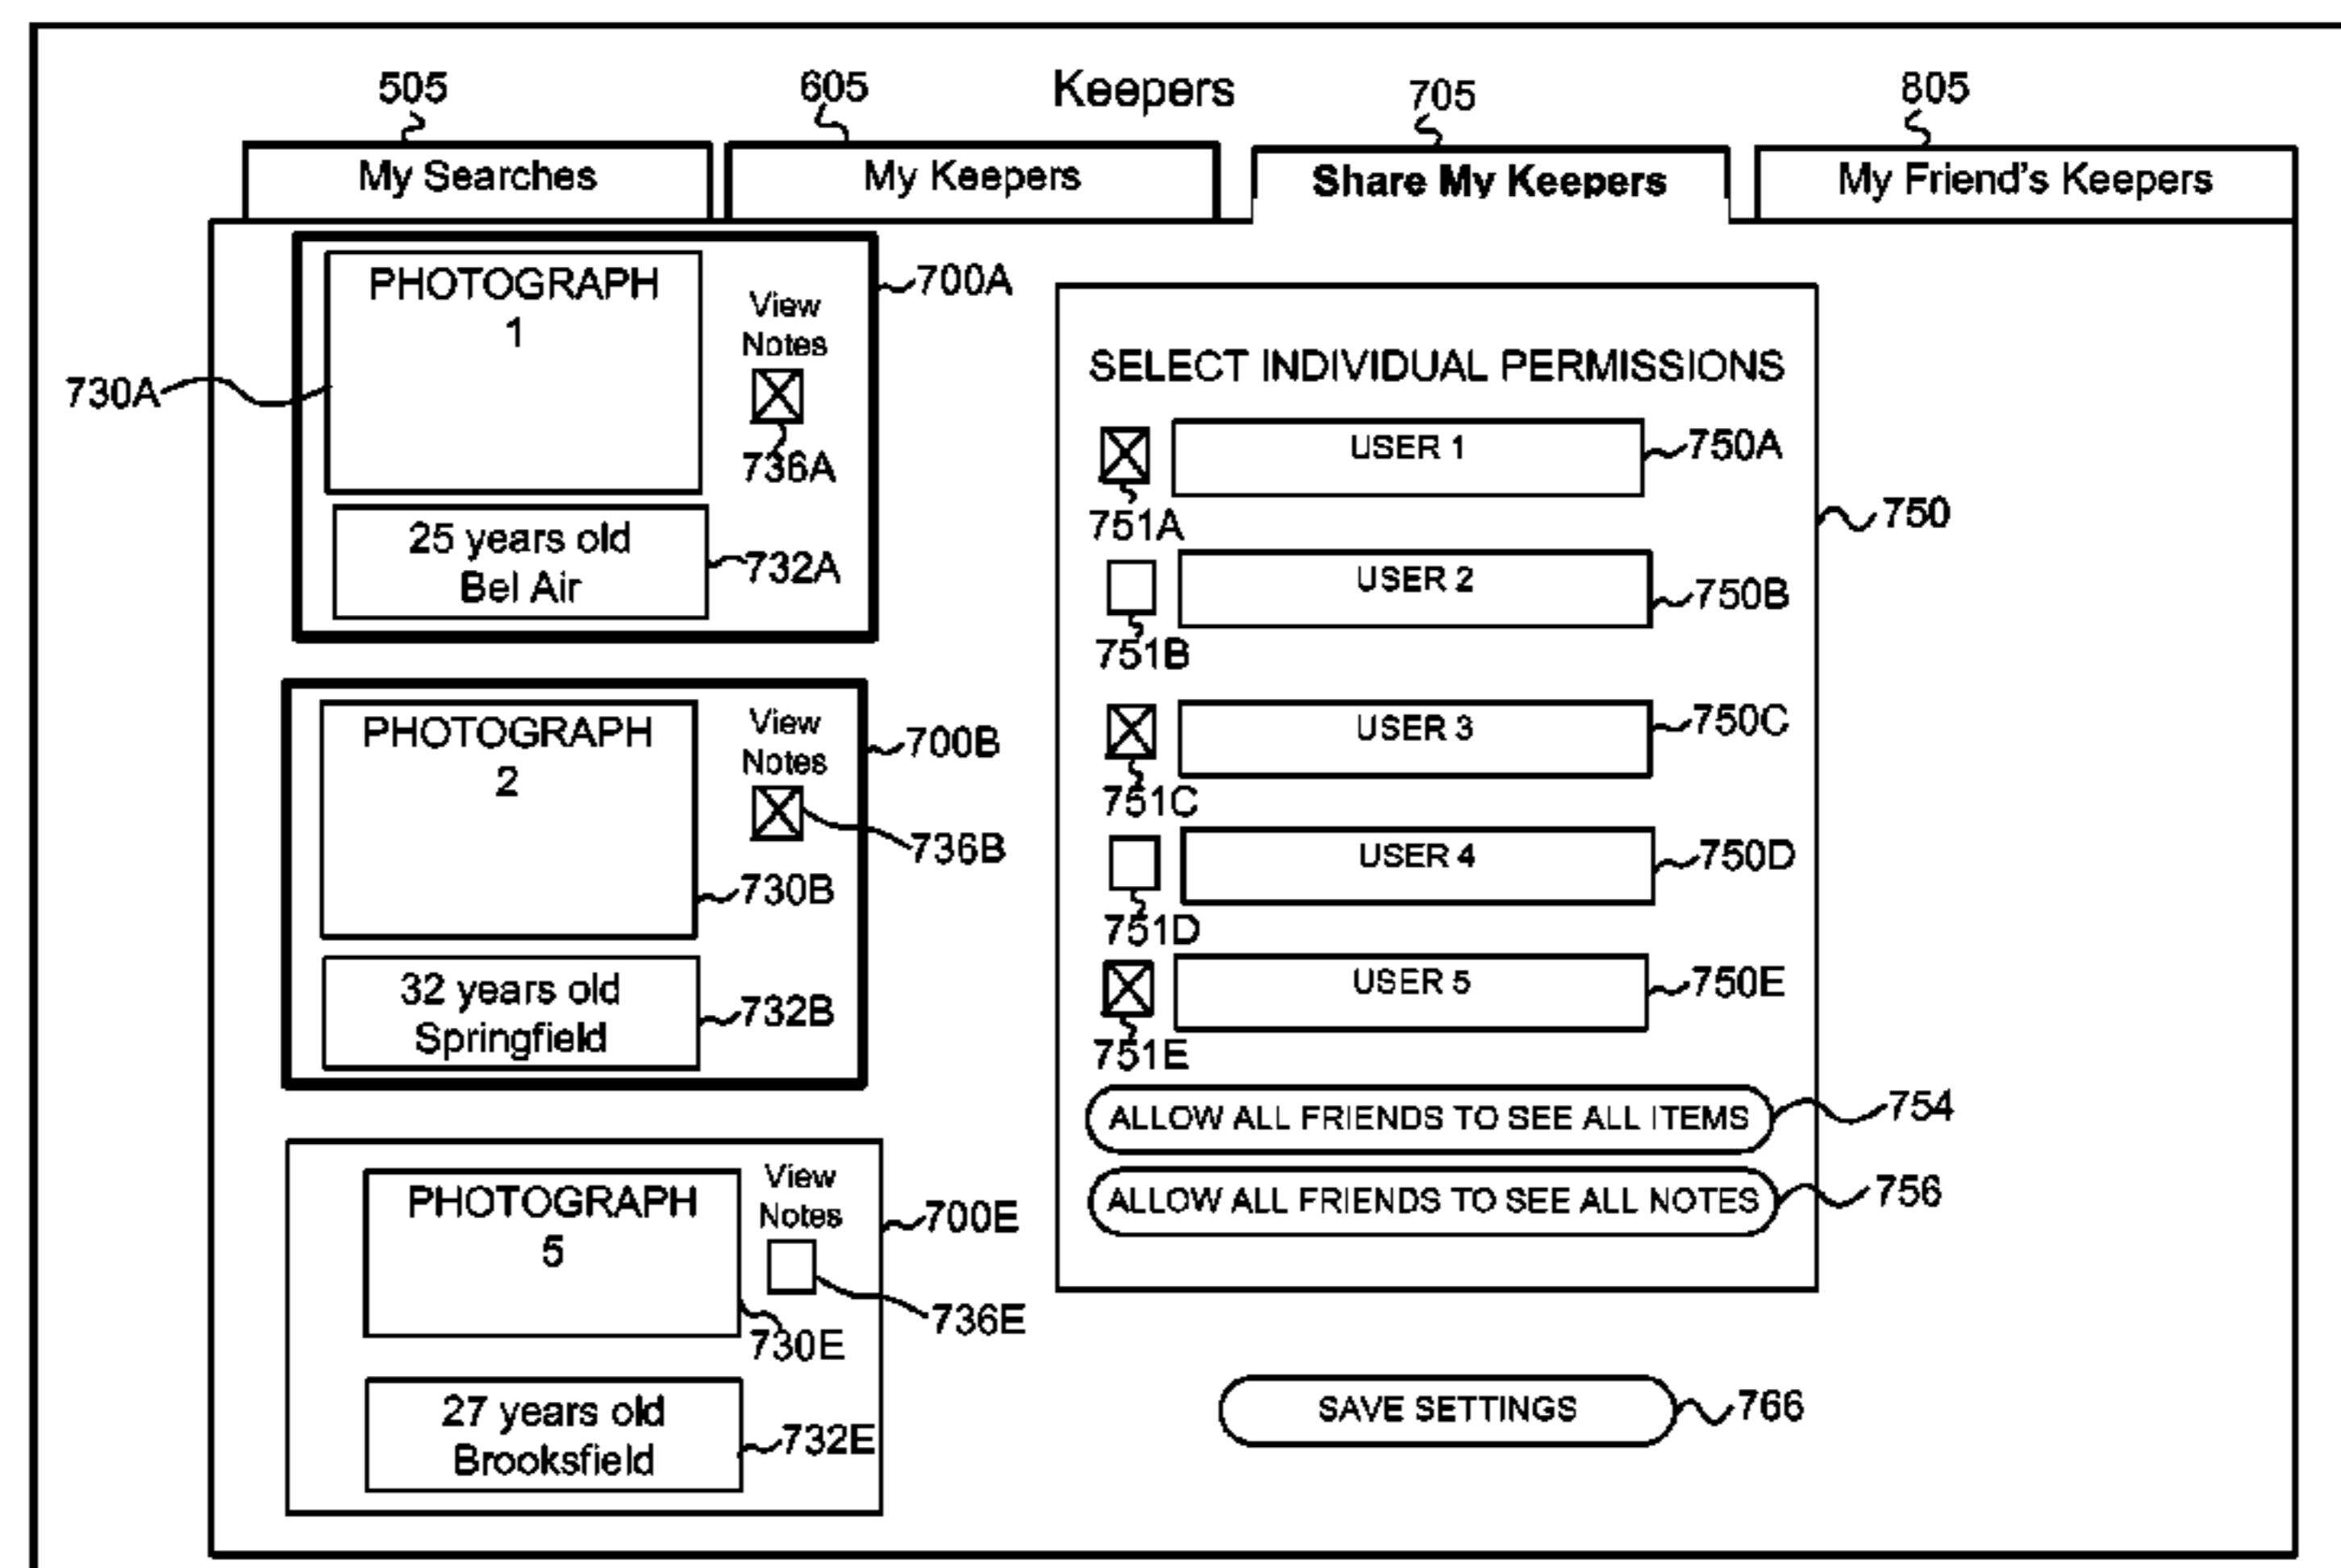 Keepers
505
605
705
805
My Searches
My Keepers
Share My Keepers
My Friend's Keepers
PHOTOGRAPH
1
View
Notes
700A
730A
736A
25 years old
Bel Air
732A
PHOTOGRAPH
2
View
Notes
700B
736B
730B
32 years old
Springfield
732B
PHOTOGRAPH
5
View
Notes
700E
736E
730E
27 years old
Brooksfield
732E
SELECT INDIVIDUAL PERMISSIONS
USER 1
750A
751A
750
USER 2
750B
751B
USER 3
750C
751C
USER 4
750D
751D
USER 5
750E
751E
ALLOW ALL FRIENDS TO SEE ALL ITEMS
754
ALLOW ALL FRIENDS TO SEE ALL NOTES
756
SAVE SETTINGS
766